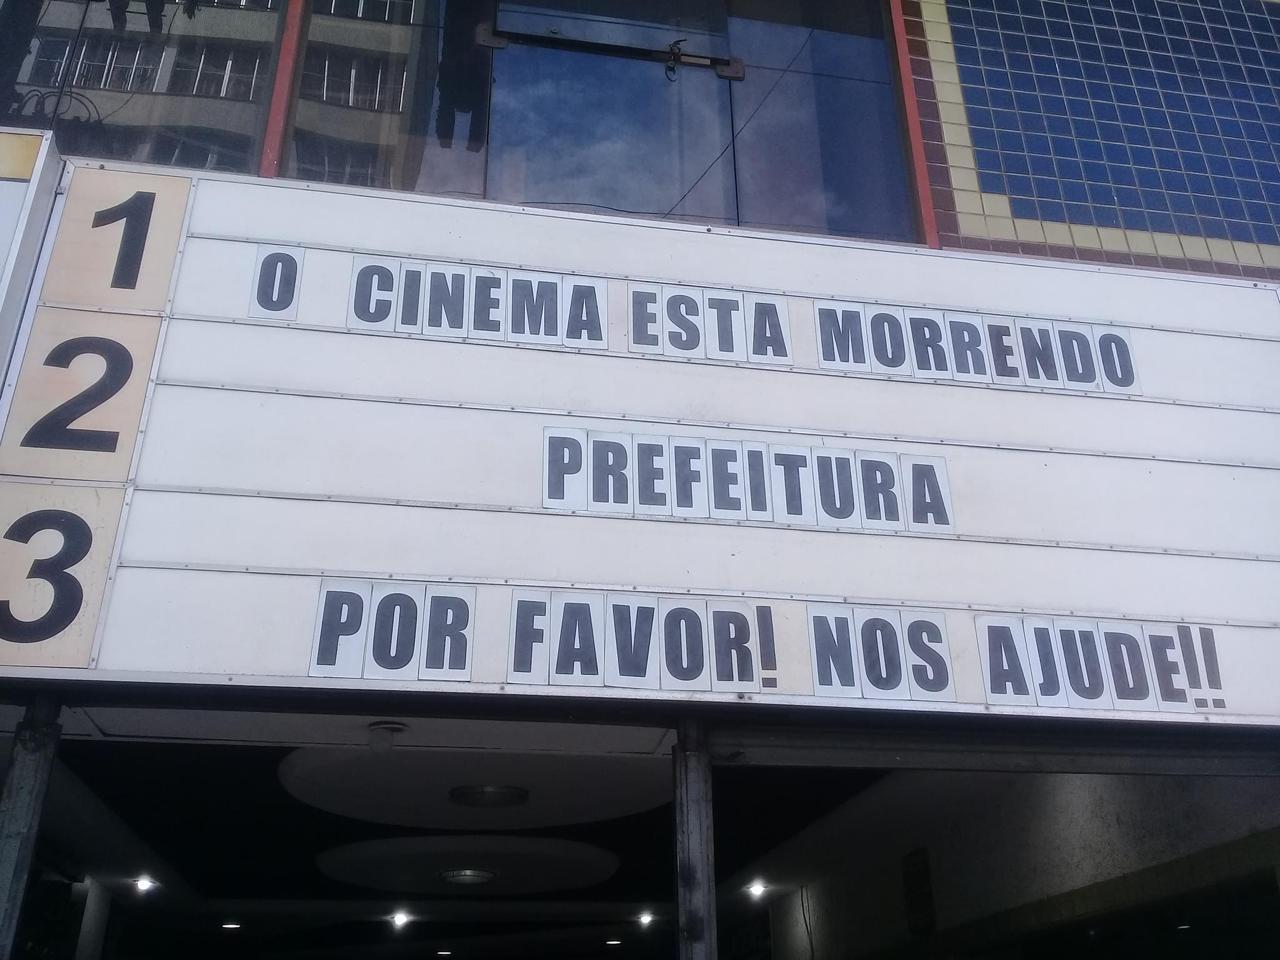 1 O CINEMA ESTA MORRENDO
2 PREFEITURA
3 POR FAVOR! NOS AJUDE!!